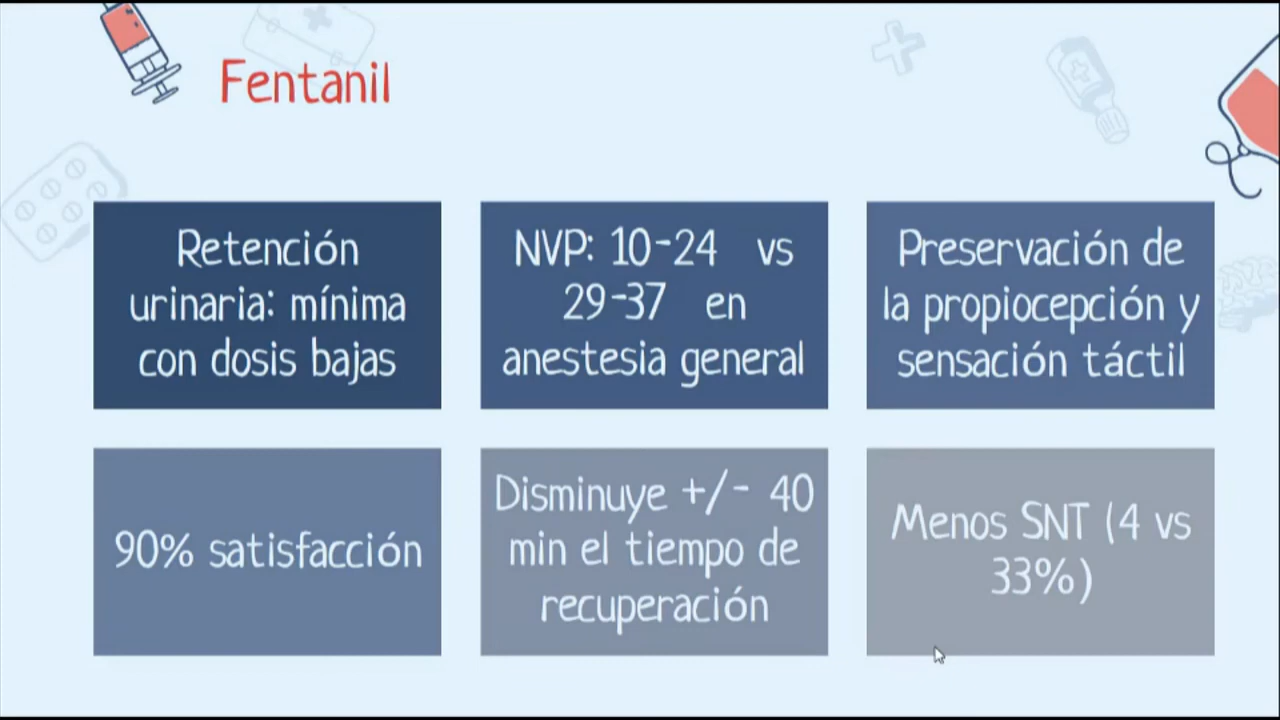 Fentanil
Retención
urinaria: mínima
con dosis bajas
NVP: 10-24 vs
29-37 en
anestesia general
Preservación de
la propiocepción y
sensación táctil
90% satisfacción
Disminuye +/- 40
min el tiempo de
recuperación
Menos SNT (4 vs
33%)